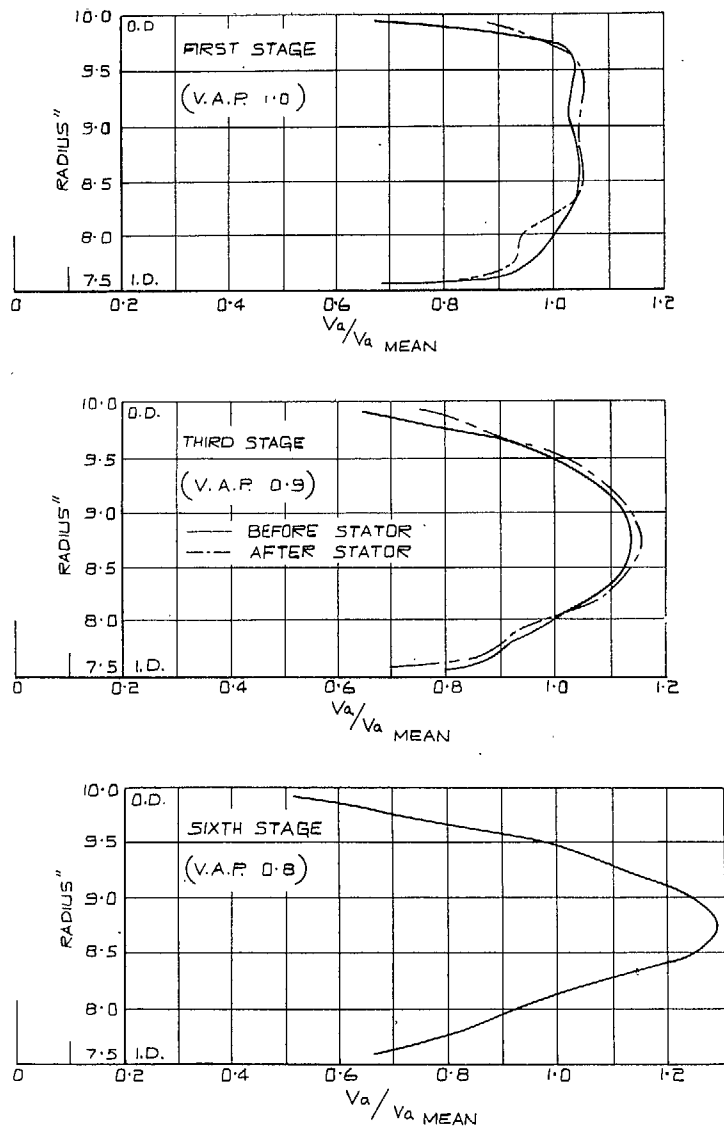 10.0
O.D
FIRST STAGE
9.5
(V.A.P. 1.0)
RADIUS"
9.0
8.5
8.0
7.5
I.D.
0
0.2
0.4
0.6
0.8
1.0
1.2
Va/Va MEAN
10.0
O.D.
THIRD STAGE
9.5
(V.A.P. 0.9)
RADIUS"
9.0
BEFORE STATOR
AFTER STATOR
8.5
8.0
7.5
I.D.
0
0.2
0.4
0.6
0.8
1.0
1.2
Va/Va MEAN
10.0
O.D.
SIXTH STAGE
9.5
(V.A.P. 0.8)
RADIUS"
9.0
8.5
8.0
7.5
I.D.
0
0.2
0.4
0.6
0.8
1.0
1.2
Va/Va MEAN